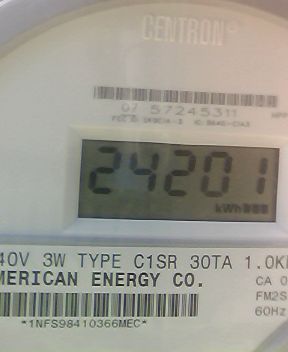 CENTRON®
07 57245311
24201
kWh
40V 3W TYPE C1SR 30TA 1.0K
MERICAN ENERGY CO.
CA 0
FM2S
60Hz
*1NFS98410366MEC*